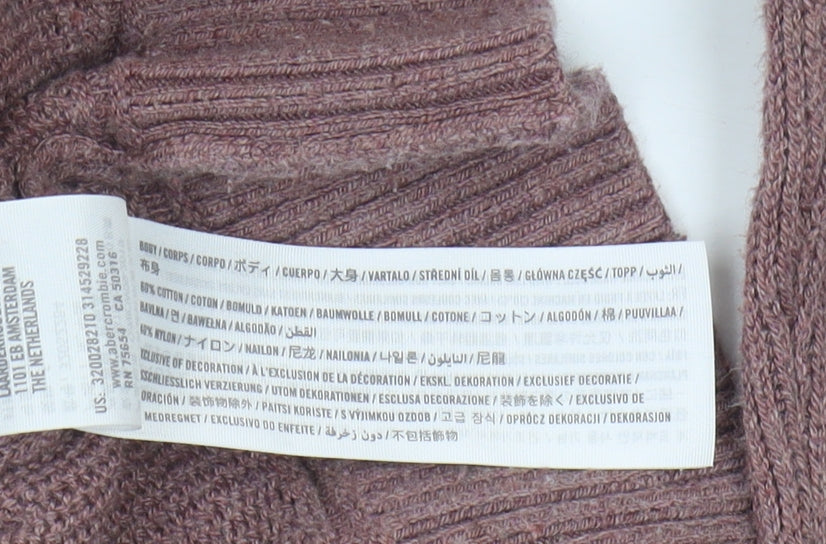 LAARDERHOOGTWEG
1101 EB AMSTERDAM
THE NETHERLANDS
US: 320028210 314529228
www.abercrombie.com
RN 75654 CA 50316
BODY / CORPS / CORPO / ボディ / CUERPO / 大身 / VARTALO / STŘEDNÍ DÍL / 몸통 / GŁÓWNA CZĘŚĆ / TOPP / الثوب /
布身
60% COTTON / COTON / BOMULD / KATOEN / BAUMWOLLE / BOMULL / COTONE / コットン / ALGODÓN / 棉 / PUUVILLAA /
BAVLNA / 면 / BAWEŁNA / ALGODÃO / القطن
40% NYLON / ナイロン / NAILON / 尼龙 / NAILONIA / 나일론 / النايلون / 尼龍
EXCLUSIVE OF DECORATION / À L'EXCLUSION DE LA DÉCORATION / EKSKL. DEKORATION / EXCLUSIEF DECORATIE /
SSCHLIESSLICH VERZIERUNG / UTOM DEKORATIONEN / ESCLUSA DECORAZIONE / 装飾を除く / EXCLUSIVO DE
ORACIÓN / 装饰物除外 / PAITSI KORISTE / S VÝJIMKOU OZDOB / 고급 장식 / OPRÓCZ DEKORACJI / DEKORASJON
MEDREGNET / EXCLUSIVO DO ENFEITE / دون زخرفة / 不包括飾物